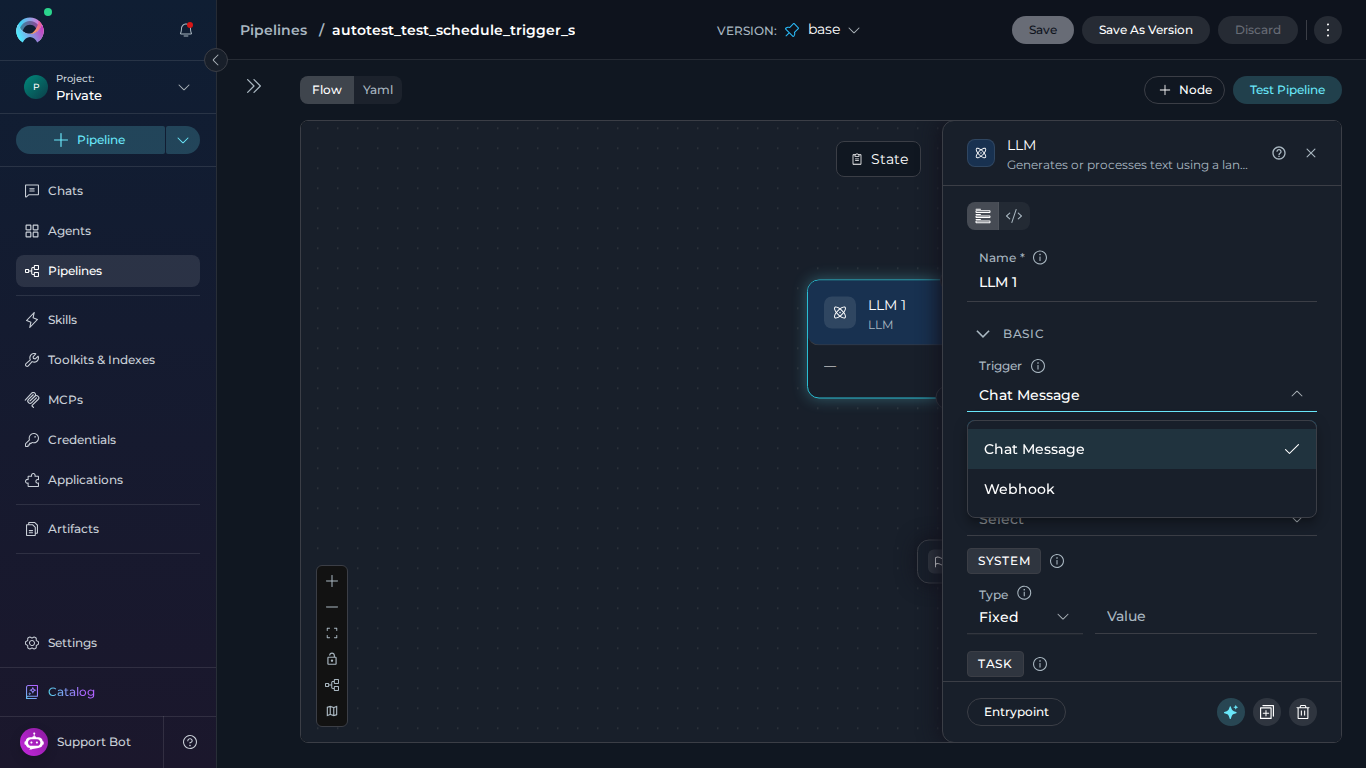 Pipelines / autotest_test_schedule_trigger_s
VERSION: base
Save
Save As Version
Discard
P
Project:
Private
Pipeline
Chats
Agents
Pipelines
Skills
Toolkits & Indexes
MCPs
Credentials
Applications
Artifacts
Settings
Catalog
Support Bot
Flow
Yaml
Node
Test Pipeline
State
LLM 1
LLM
—
LLM
Generates or processes text using a lan...
Name *
LLM 1
BASIC
Trigger
Chat Message
Chat Message
Webhook
Select
SYSTEM
Type
Fixed
Value
TASK
Entrypoint